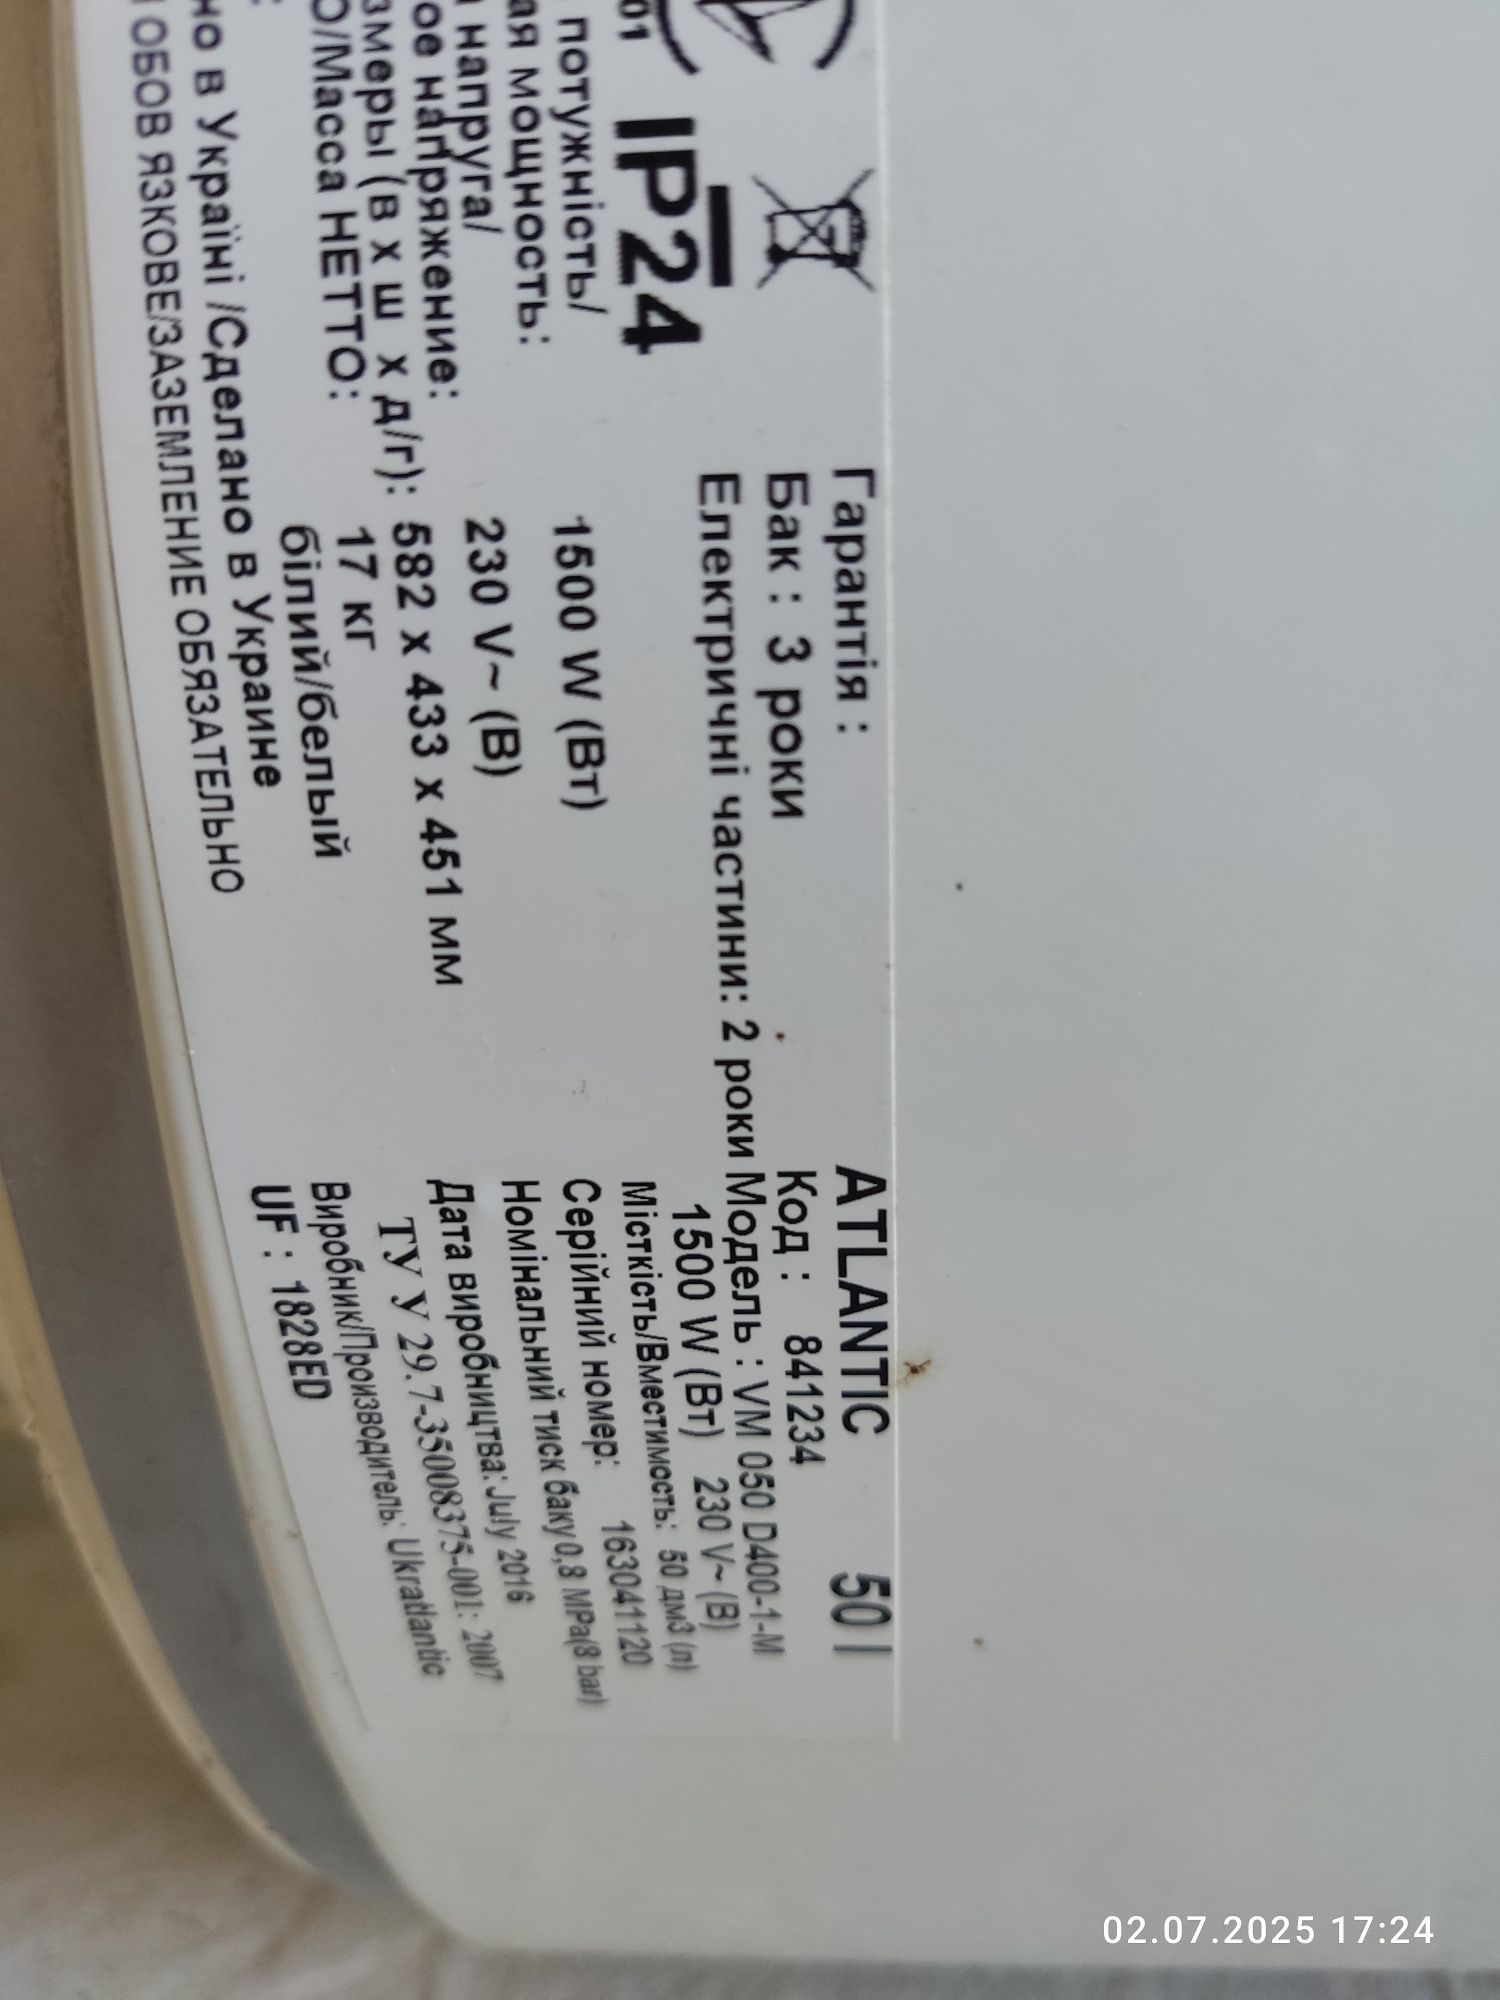 01
IP24
потужність/
ая мощность:
1500 W (Вт)
напруга/
ое напряжение:
230 V~ (В)
змеры (в х ш х д/г):
582 х 433 х 451 мм
О/Масса НЕТТО:
17 кг
білий/белый
но в Україні /Сделано в Украине
ОБОВ ЯЗКОВЕ/ЗАЗЕМЛЕНИЕ ОБЯЗАТЕЛЬНО
Гарантія :
Бак : 3 роки
Електричні частини: 2 роки
ATLANTIC 50 l
Код : 841234
Модель : VM 050 D400-1-M
1500 W (Вт) 230 V~ (В)
Місткість/Вместимость: 50 дм3 (л)
Серійний номер: 163041120
Номінальний тиск баку 0,8 MPa(8 bar)
Дата виробництва: July 2016
ТУ У 29.7-35008375-001: 2007
Виробник/Производитель: Ukratlantic
UF : 1828ED
02.07.2025 17:24